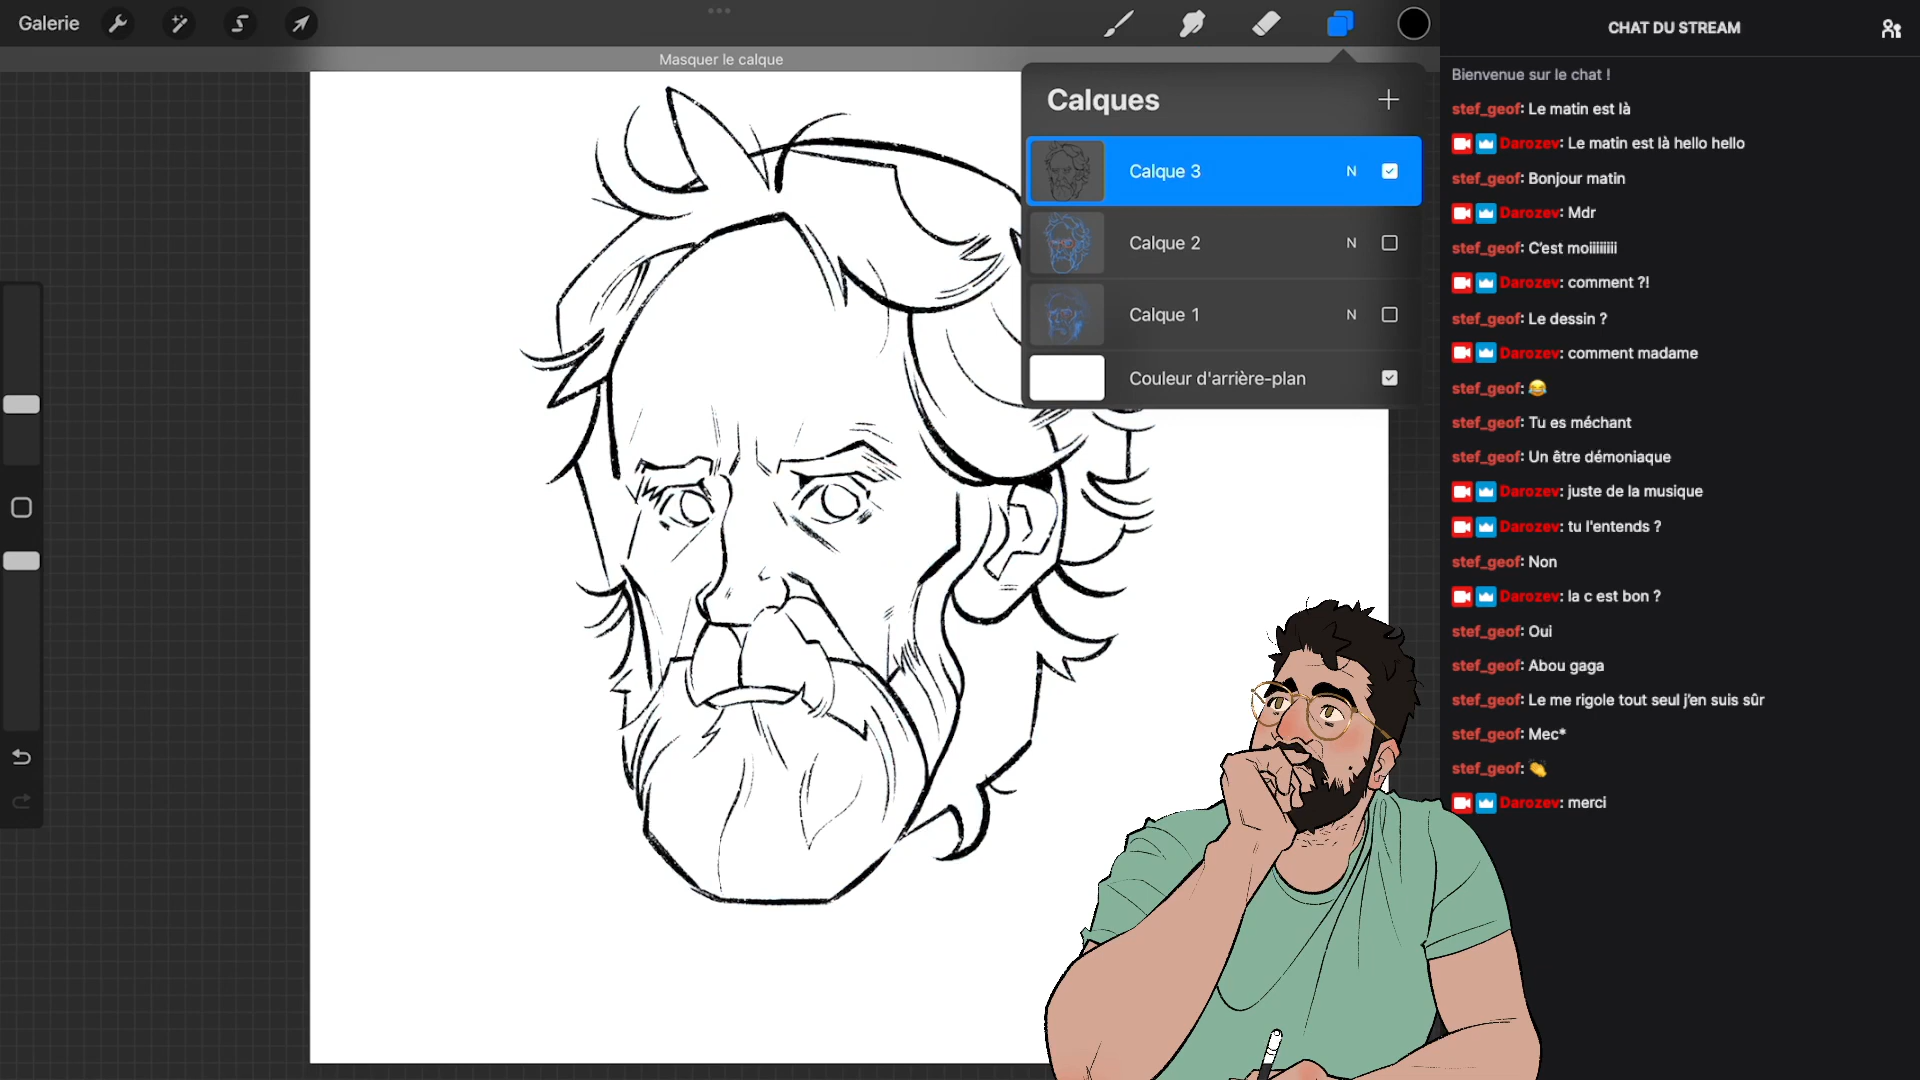 Galerie
Masquer le calque
Calques
Calque 3 N
Calque 2 N
Calque 1 N
Couleur d'arrière-plan
CHAT DU STREAM
Bienvenue sur le chat !
stef_geof: Le matin est là
Darozev: Le matin est là hello hello
stef_geof: Bonjour matin
Darozev: Mdr
stef_geof: C'est moiiiiiiiii
Darozev: comment ?!
stef_geof: Le dessin ?
Darozev: comment madame
stef_geof: 😂
stef_geof: Tu es méchant
stef_geof: Un être démoniaque
Darozev: juste de la musique
Darozev: tu l'entends ?
stef_geof: Non
Darozev: la c est bon ?
stef_geof: Oui
stef_geof: Abou gaga
stef_geof: Le me rigole tout seul j'en suis sûr
stef_geof: Mec*
stef_geof: 👏
Darozev: merci